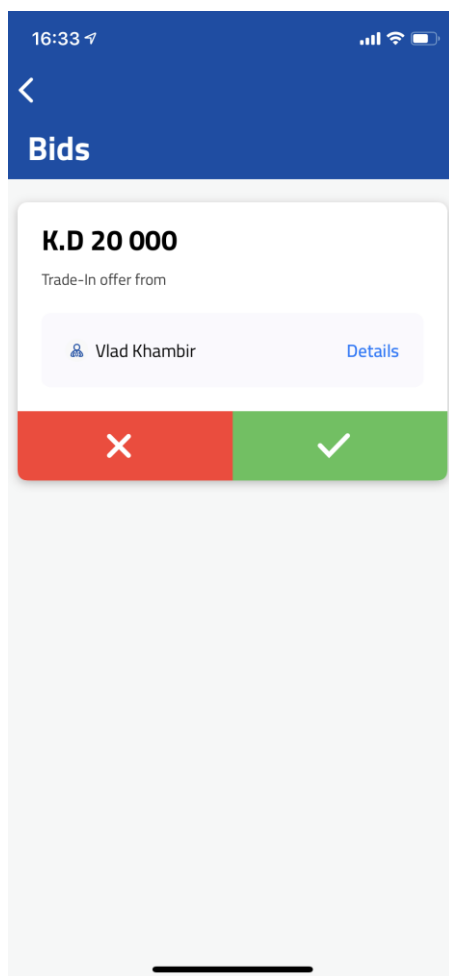 16:33
Bids
K.D 20 000
Trade-In offer from
Vlad Khambir Details